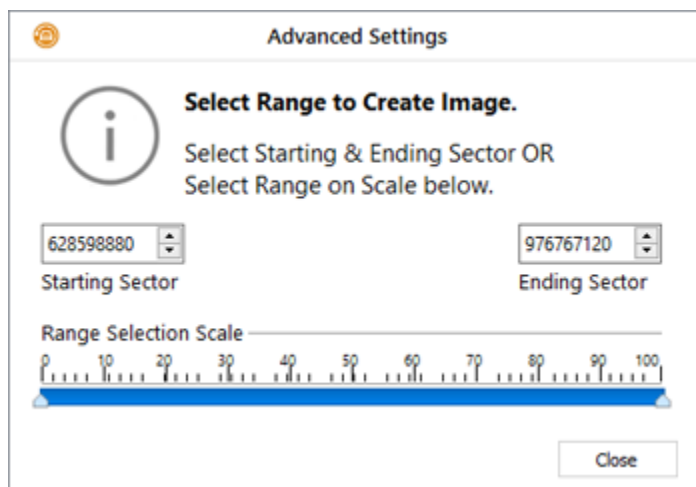 Advanced Settings
Select Range to Create Image.
Select Starting & Ending Sector OR
Select Range on Scale below.
628598880 976767120
Starting Sector Ending Sector
Range Selection Scale
0 10 20 30 40 50 60 70 80 90 100
Close